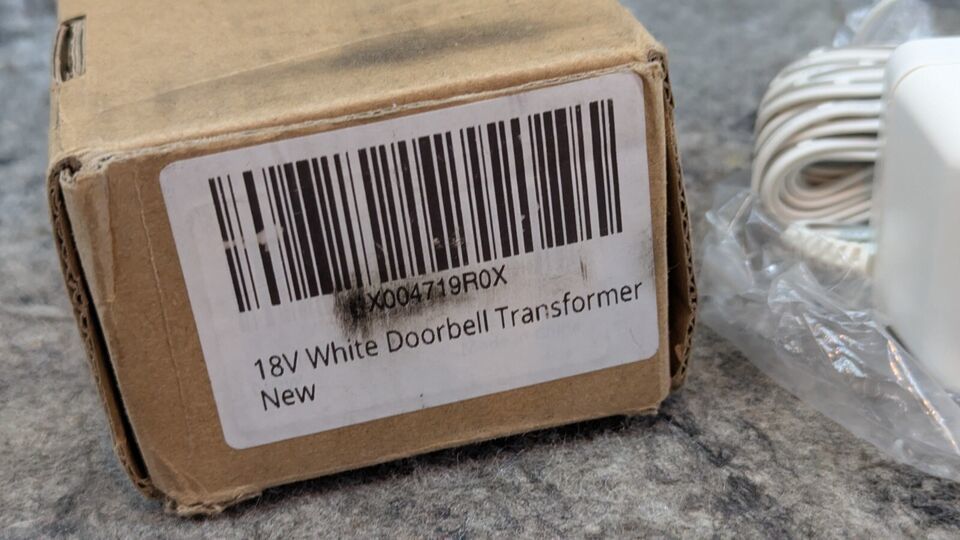 X004719R0X
18V White Doorbell Transformer
New